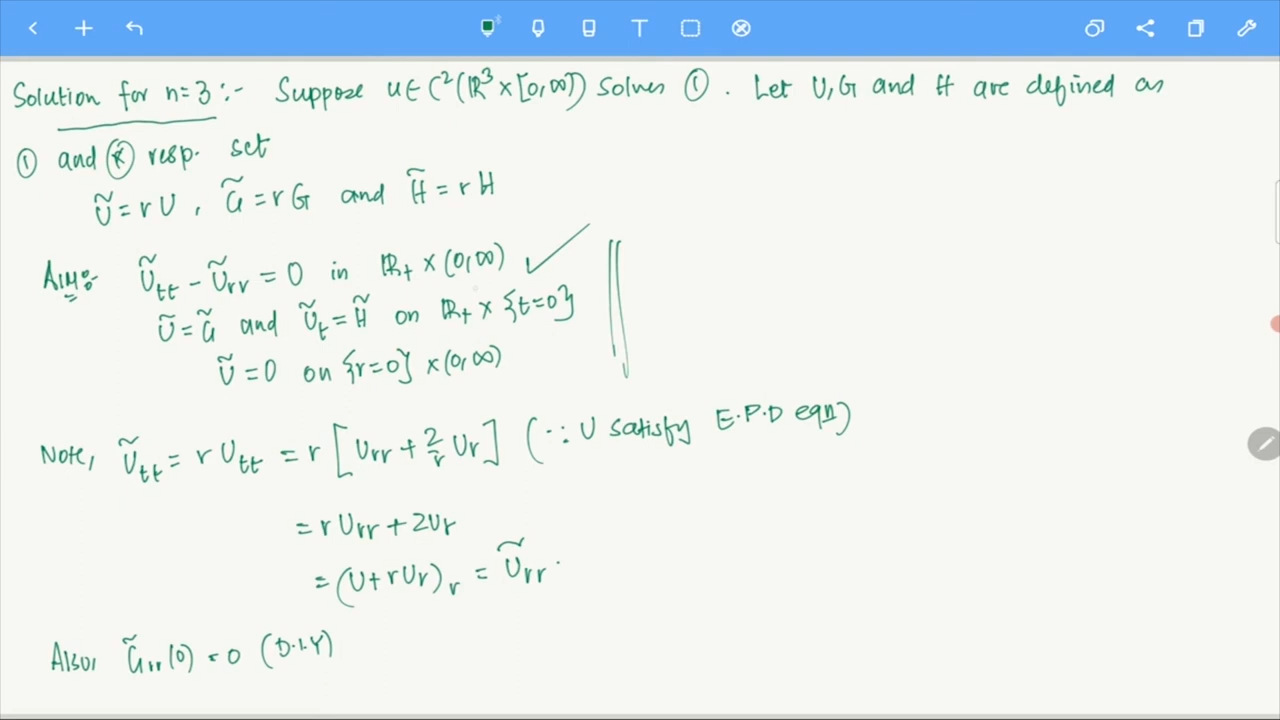 Solution for n=3 :- Suppose u∈C²(ℝ³×[0,∞)) Solves ①. Let U,G and H are defined as
① and ⊛ resp. set
Ũ = rU, G̃ = rG and H̃ = rH
AIM:- Ũtt - Ũrr = 0 in ℝ+ × (0,∞)
Ũ = G̃ and Ũt = H̃ on ℝ+ × {t=0}
Ũ = 0 on {r=0} × (0,∞)
Note, Ũtt = r Utt = r [Urr + 2/r Ur] (∵ U satisfy E.P.D eqn)
= r Urr + 2Ur
= (U + rUr)r = Ũrr.
Also, G̃rr(0) = 0 (D.I.Y)